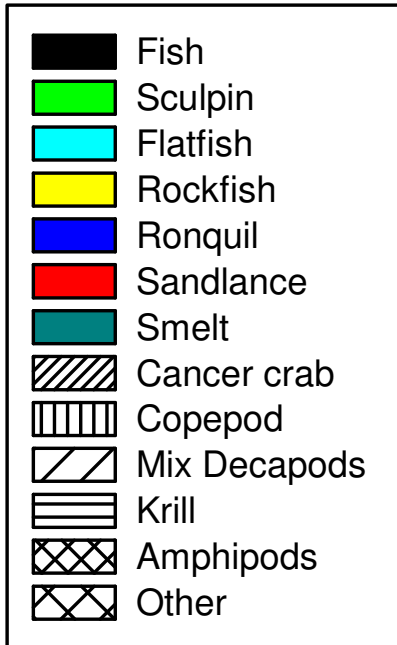 Fish
Sculpin
Flatfish
Rockfish
Ronquil
Sandlance
Smelt
Cancer crab
Copepod
Mix Decapods
Krill
Amphipods
Other